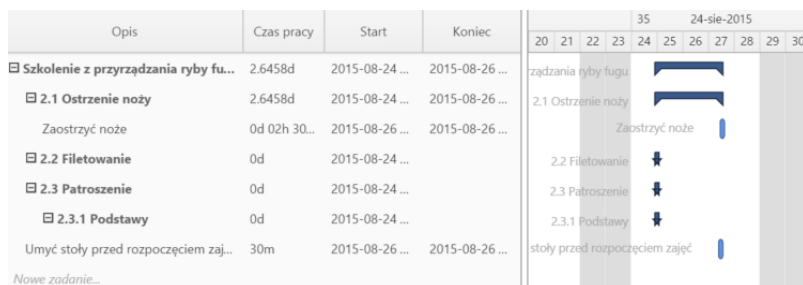 Opis Czas pracy Start Koniec 35 24-sie-2015
20 21 22 23 24 25 26 27 28 29 30
Szkolenie z przyrządzania ryby fu... 2.6458d 2015-08-24 ... 2015-08-26 ... rządzania ryby fugu
2.1 Ostrzenie noży 2.6458d 2015-08-24 ... 2015-08-26 ... 2.1 Ostrzenie noży
Zaostrzyć noże 0d 02h 30... 2015-08-26 ... 2015-08-26 ... Zaostrzyć noże
2.2 Filetowanie 0d 2015-08-24 ... 2.2 Filetowanie
2.3 Patroszenie 0d 2015-08-24 ... 2.3 Patroszenie
2.3.1 Podstawy 0d 2015-08-24 ... 2.3.1 Podstawy
Umyć stoły przed rozpoczęciem zaj... 30m 2015-08-26 ... 2015-08-26 ... stoły przed rozpoczęciem zajęć
Nowe zadanie...